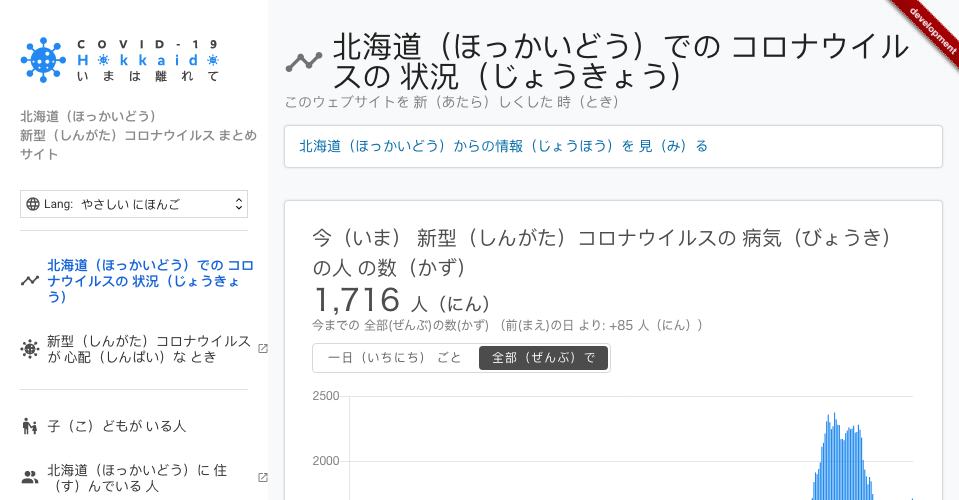 COVID-19
Hokkaido
いまは離れて
北海道（ほっかいどう）
新型（しんがた）コロナウイルス まとめ
サイト
Lang: やさしい にほんご
北海道（ほっかいどう）での コロ
ナウイルスの 状況（じょうきょ
う）
新型（しんがた）コロナウイルス
が 心配（しんぱい）な とき
子（こ）どもが いる人
北海道（ほっかいどう）に 住
（す）んでいる 人
development
北海道（ほっかいどう）での コロナウイル
スの 状況（じょうきょう）
このウェブサイトを 新（あたら）しくした 時（とき）
北海道（ほっかいどう）からの情報（じょうほう）を 見（み）る
今（いま） 新型（しんがた）コロナウイルスの 病気（びょうき）
の人 の数（かず）
1,716 人（にん）
今までの 全部(ぜんぶ)の数(かず) （前(まえ)の日 より: +85 人（にん））
一日（いちにち） ごと
全部（ぜんぶ）で
2500
2000